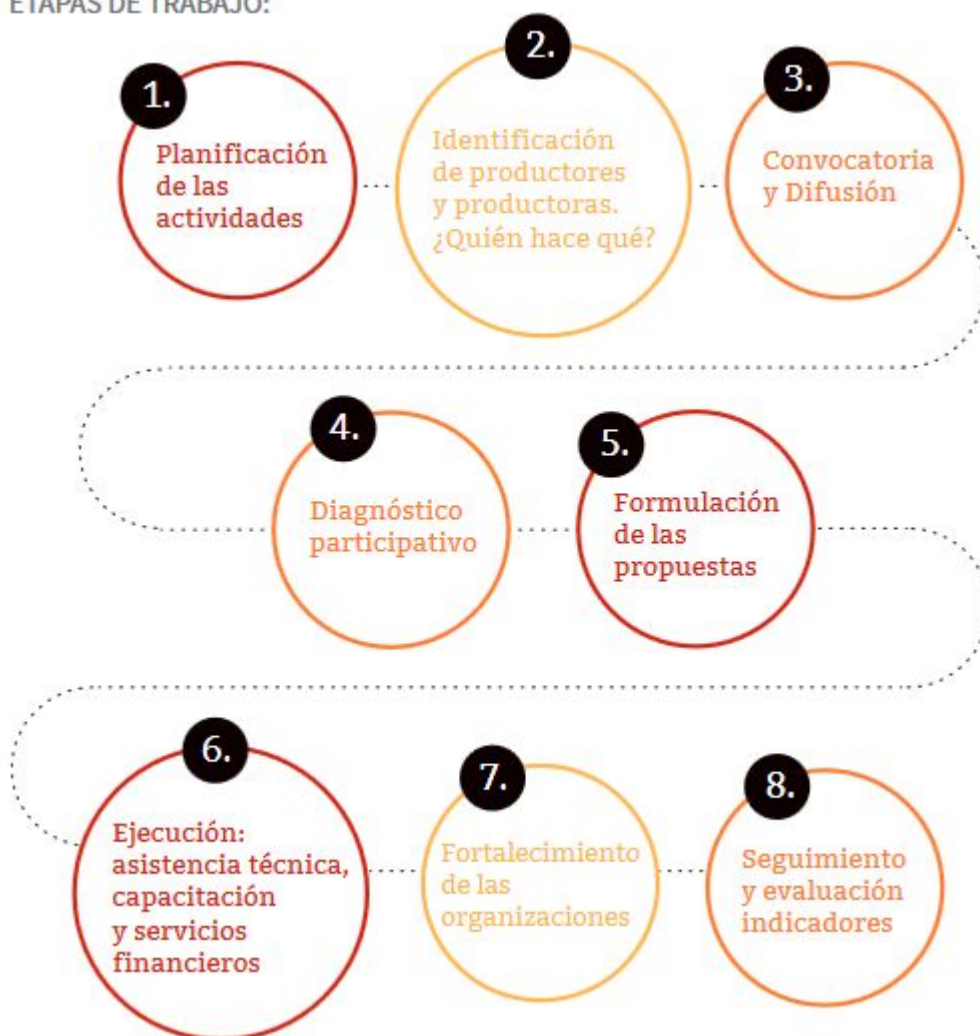 ETAPAS DE TRABAJO:
1.
Planificación
de las
actividades
2.
Identificación
de productores
y productoras.
¿Quién hace qué?
3.
Convocatoria
y Difusión
4.
Diagnóstico
participativo
5.
Formulación
de las
propuestas
6.
Ejecución:
asistencia técnica,
capacitación
y servicios
financieros
7.
Fortalecimiento
de las
organizaciones
8.
Seguimiento
y evaluación
indicadores